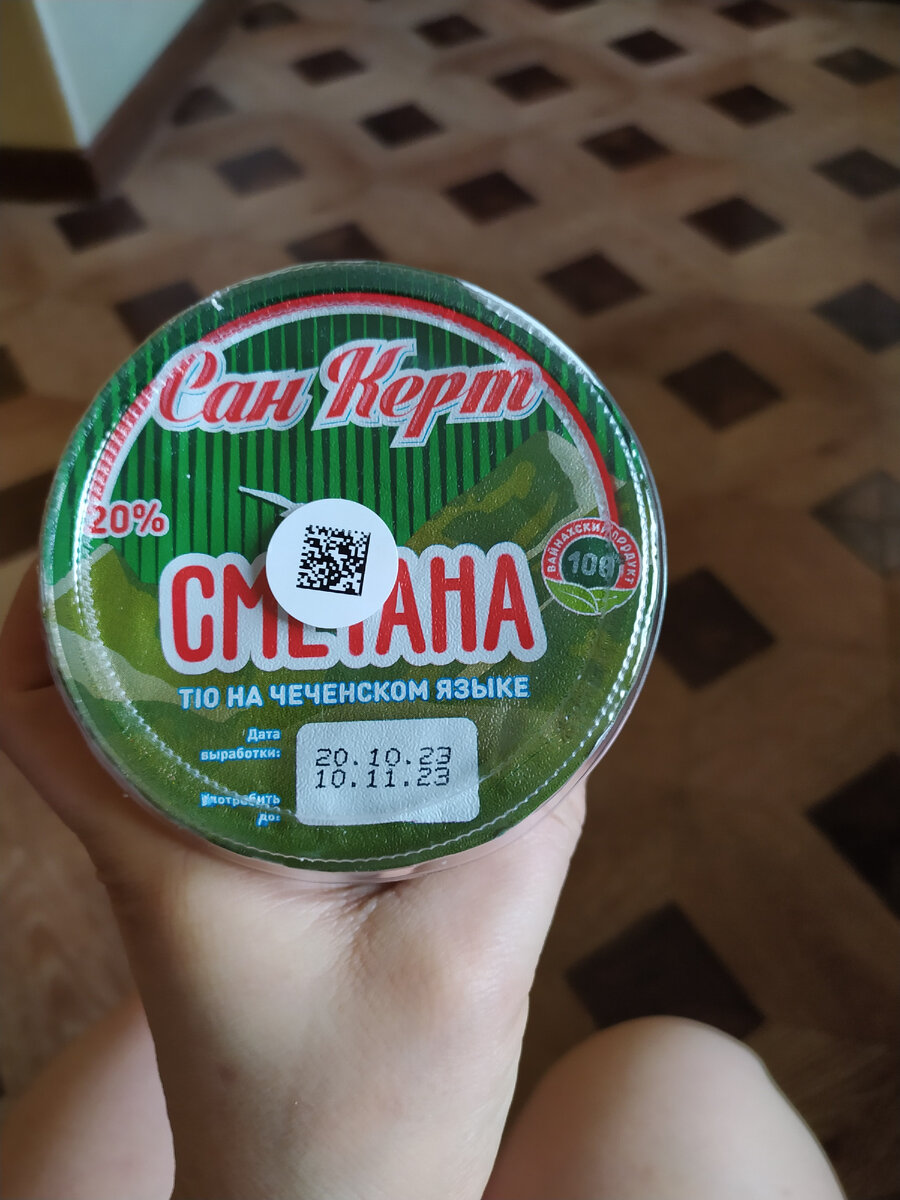 Сан Керт
20%
СМЕТАНА
ВАЙНАХСКИЙ ПРОДУКТ
100
ТIО НА ЧЕЧЕНСКОМ ЯЗЫКЕ
Дата
выработки:
20.10.23
10.11.23
употребить
до: